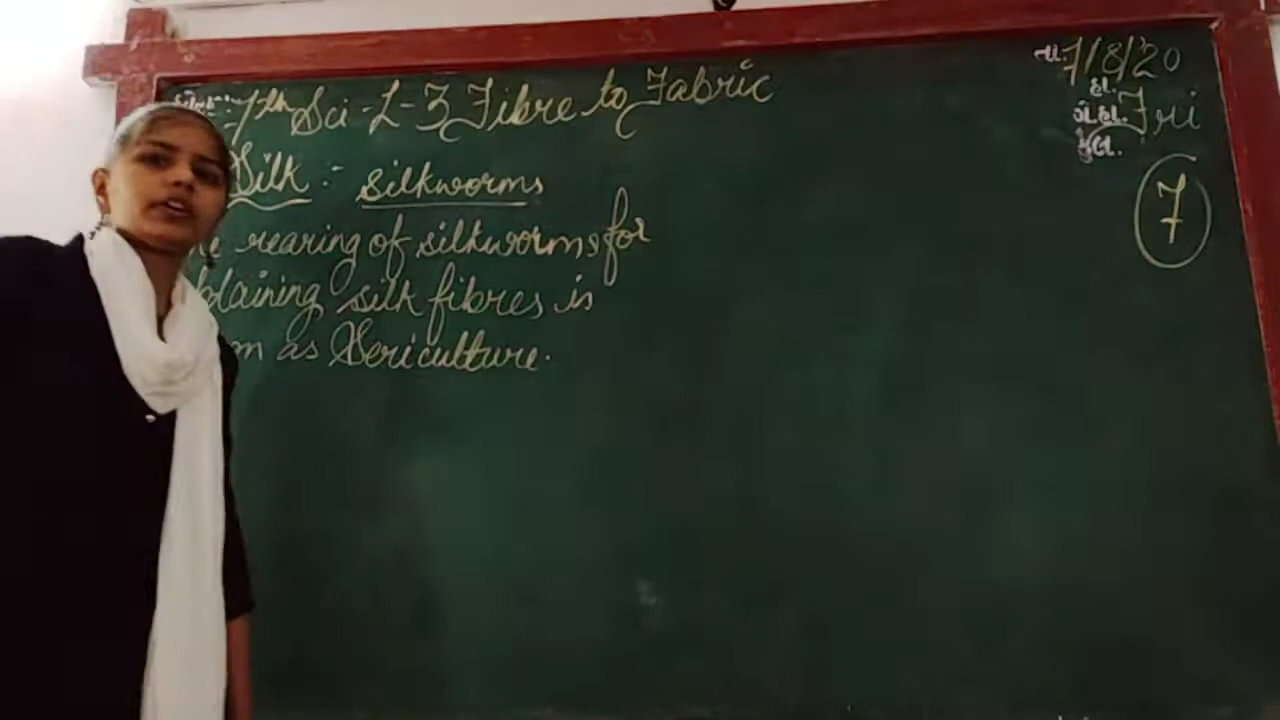 7th Sci-L-3 Fibre to Fabric
તા. 7/8/20
Fri
કુલ.
7
Silk :- silkworms
rearing of silkworms for
silk fibres is
as Sericulture.